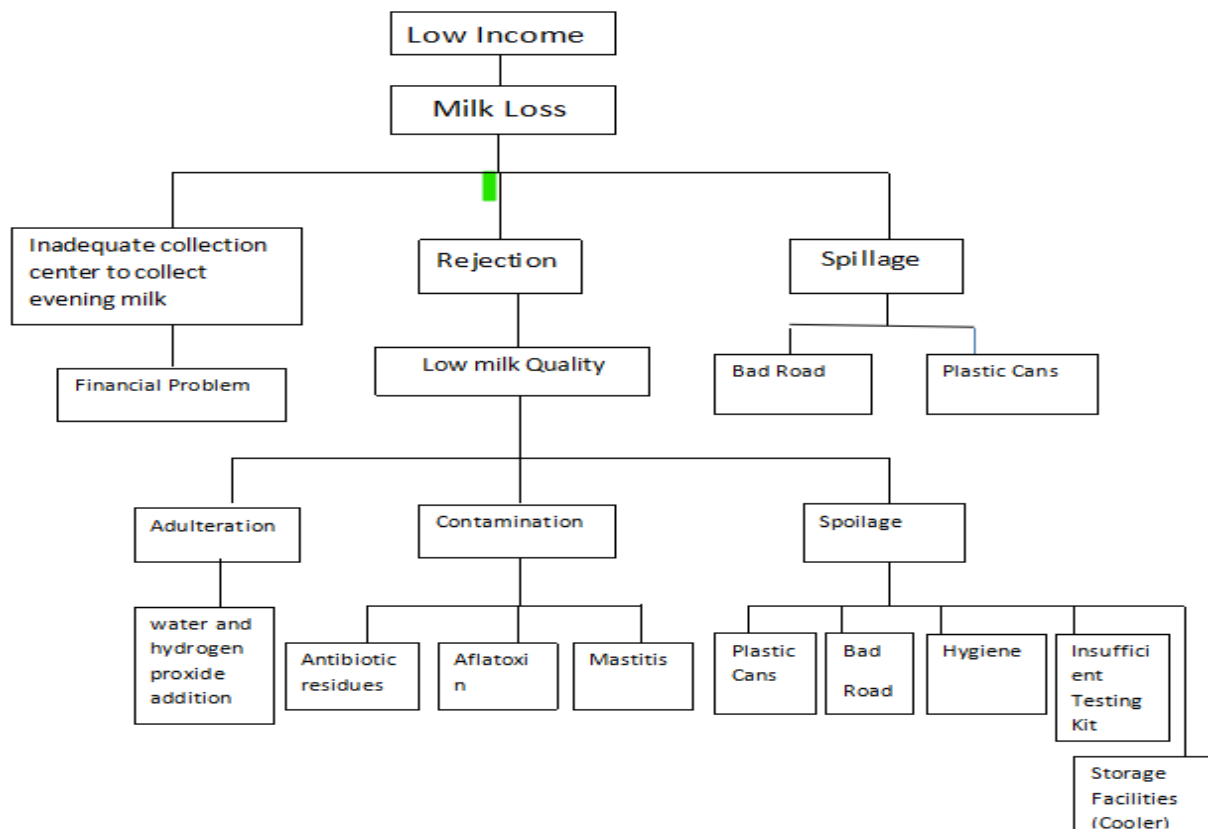 Low Income
Milk Loss
Inadequate collection
center to collect
evening milk
Rejection
Spillage
Financial Problem
Low milk Quality
Bad Road
Plastic Cans
Adulteration
Contamination
Spoilage
water and
hydrogen
proxide
addition
Antibiotic
residues
Aflatoxi
n
Mastitis
Plastic
Cans
Bad
Road
Hygiene
Insuffici
ent
Testing
Kit
Storage
Facilities
(Cooler)